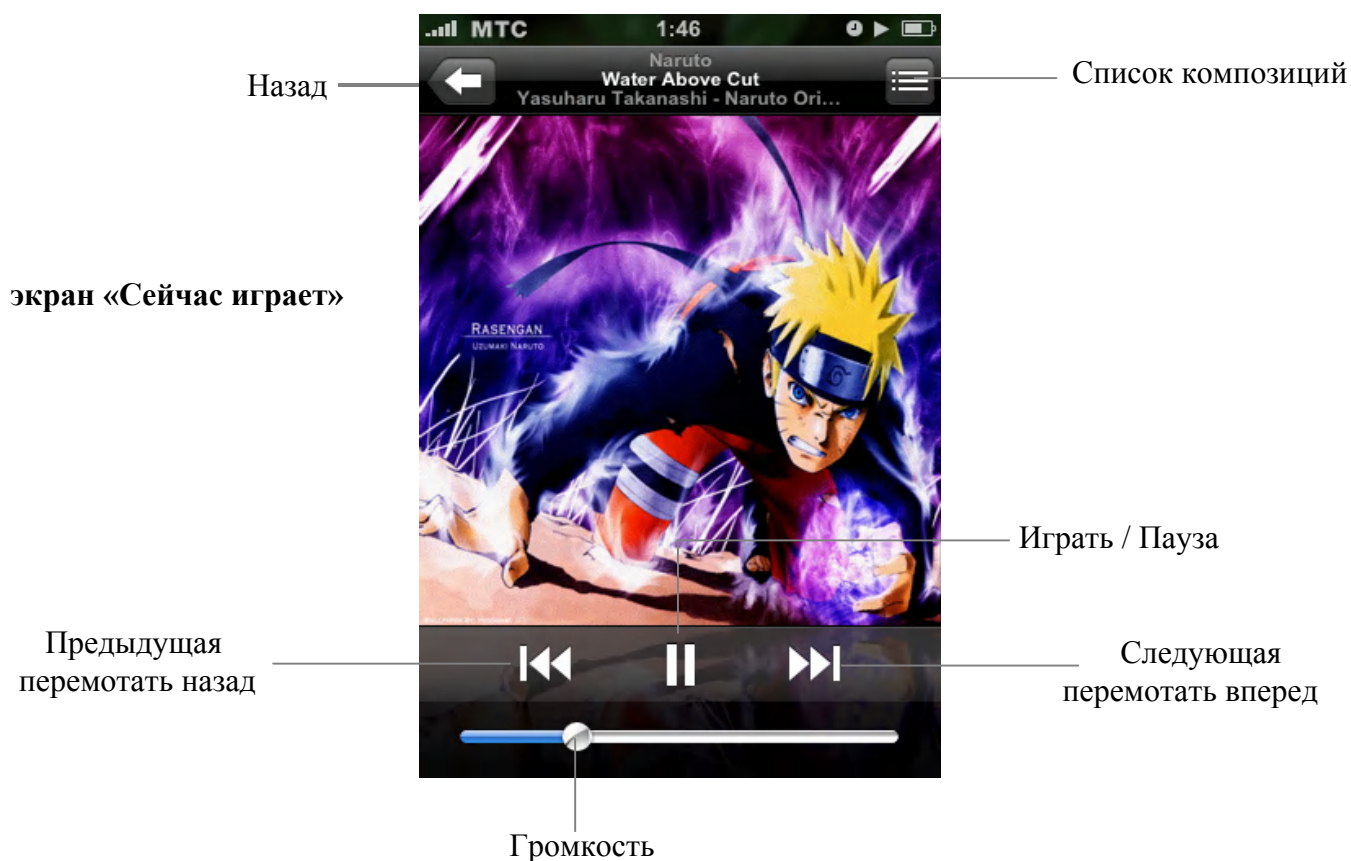 МТС 1:46
Назад
Naruto
Water Above Cut
Yasuharu Takanashi - Naruto Ori...
Список композиций
экран «Сейчас играет»
RASENGAN
UZUMAKI NARUTO
Играть / Пауза
Предыдущая
перемотать назад
Следующая
перемотать вперед
Громкость